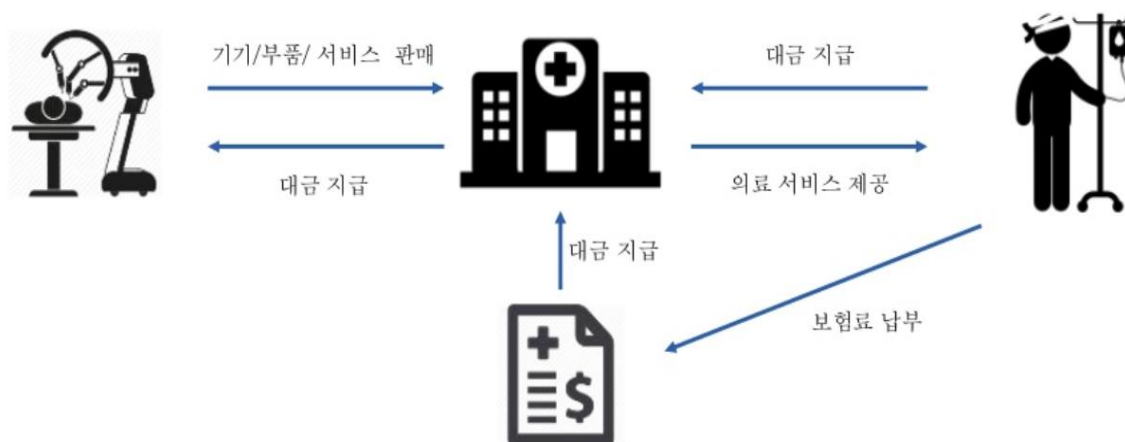 기기/부품/ 서비스 판매
대금 지급
대금 지급
의료 서비스 제공
대금 지급
보험료 납부
$